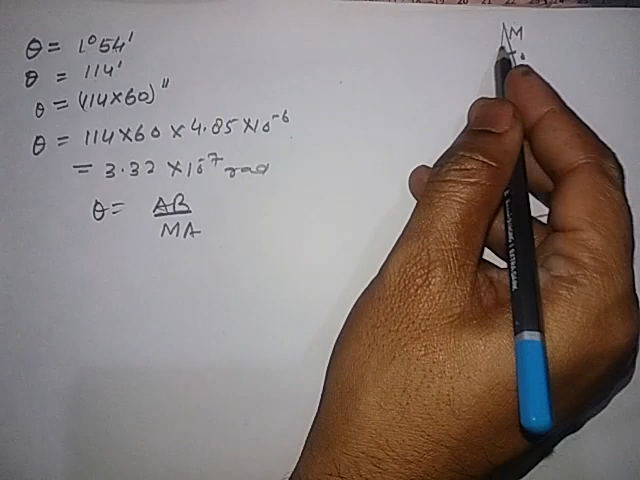 θ = 1° 54'
θ = 114'
θ = (114×60)"
θ = 114×60 × 4.85×10⁻⁶
= 3.32 ×10⁻⁷ rad
θ = AB
MA
M
θ